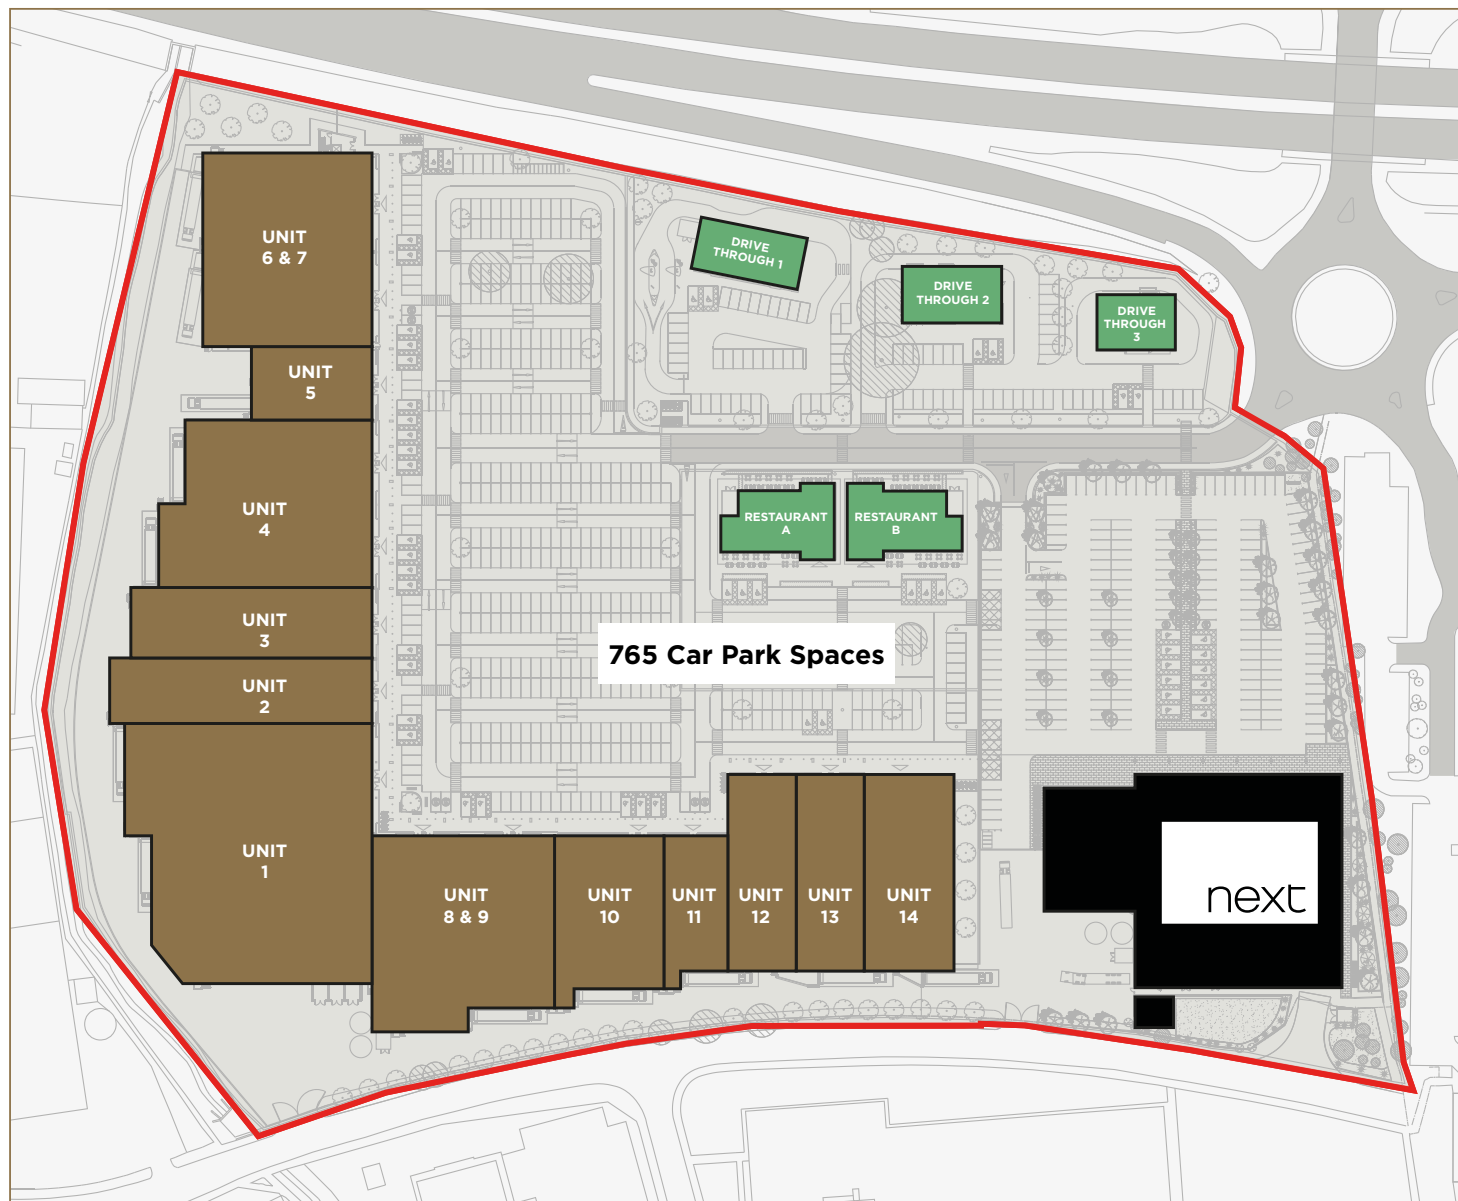 UNIT
6 & 7
DRIVE
THROUGH 1
DRIVE
THROUGH 2
DRIVE
THROUGH
3
UNIT
5
UNIT
4
RESTAURANT
A
RESTAURANT
B
UNIT
3
765 Car Park Spaces
UNIT
2
UNIT
1
UNIT
8 & 9
UNIT
10
UNIT
11
UNIT
12
UNIT
13
UNIT
14
next